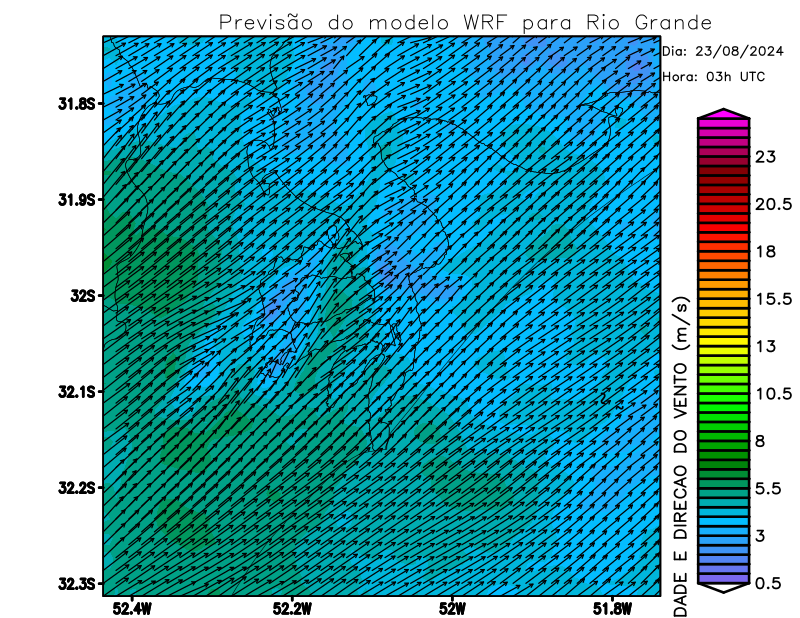 Previsão do modelo WRF para Rio Grande
Dia: 23/08/2024
Hora: 03h UTC
31.8S
31.9S
32S
32.1S
32.2S
32.3S
52.4W
52.2W
52W
51.8W
23
20.5
18
15.5
13
10.5
8
5.5
3
0.5
DADE E DIRECAO DO VENTO (m/s)